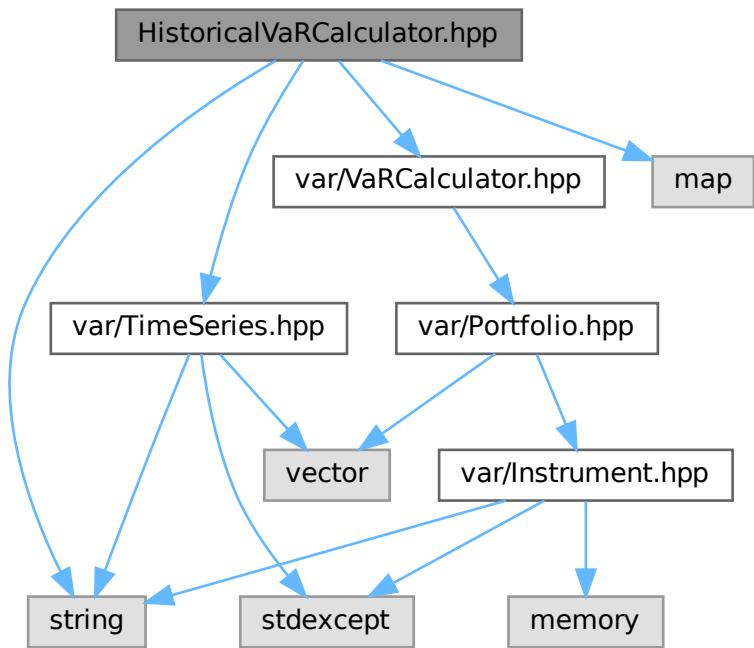 HistoricalVaRCalculator.hpp
var/VaRCalculator.hpp
map
var/TimeSeries.hpp
var/Portfolio.hpp
vector
var/Instrument.hpp
string
stdexcept
memory